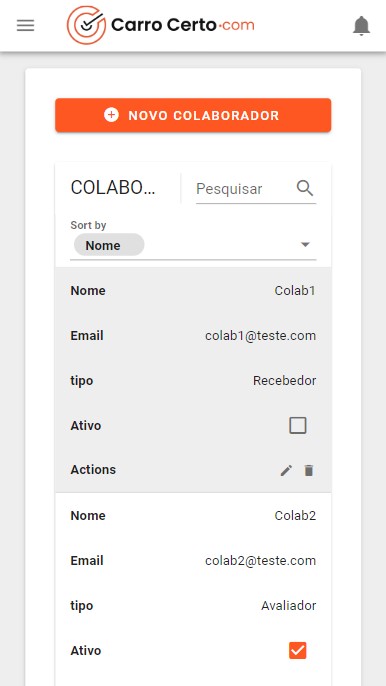 Carro Certo.com
NOVO COLABORADOR
COLABO... Pesquisar
Sort by
Nome
Nome Colab1
Email colab1@teste.com
tipo Recebedor
Ativo
Actions
Nome Colab2
Email colab2@teste.com
tipo Avaliador
Ativo